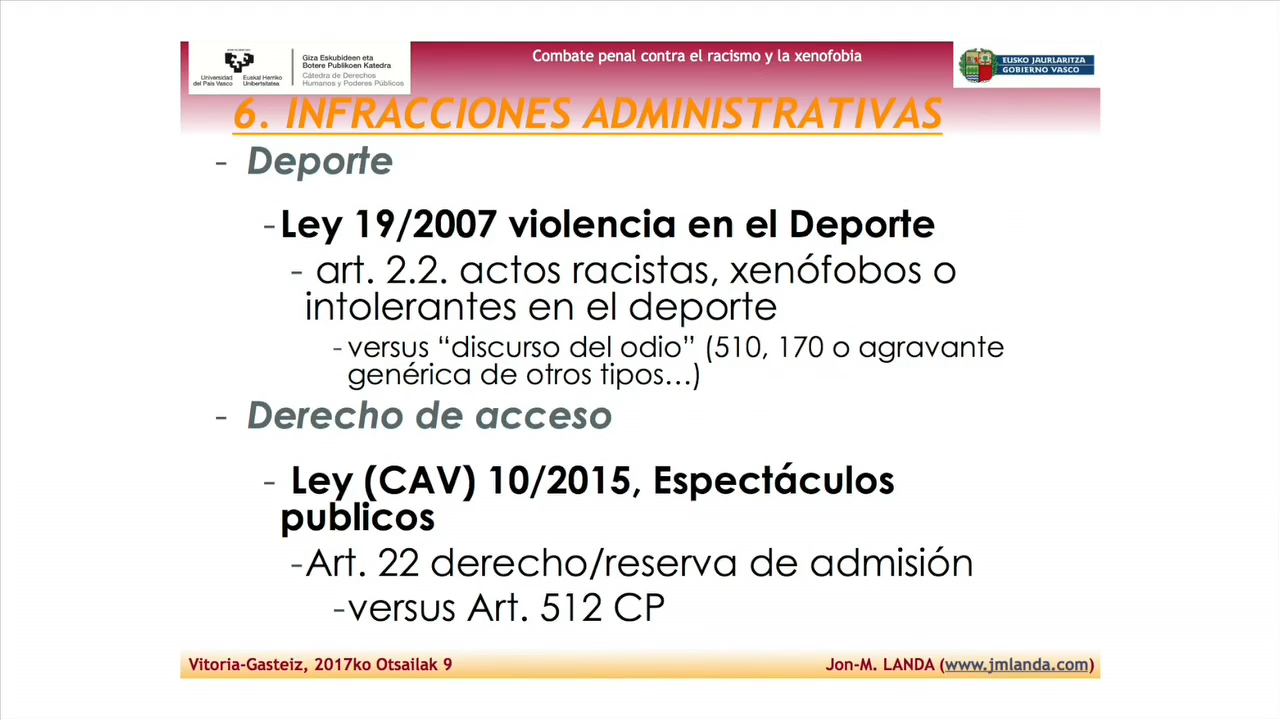 Universidad del País Vasco
Euskal Herriko Unibertsitatea
Giza Eskubideen eta
Botere Publikoen Katedra
Cátedra de Derechos
Humanos y Poderes Públicos
Combate penal contra el racismo y la xenofobia
EUSKO JAURLARITZA
GOBIERNO VASCO
6. INFRACCIONES ADMINISTRATIVAS
- Deporte
-Ley 19/2007 violencia en el Deporte
- art. 2.2. actos racistas, xenófobos o
intolerantes en el deporte
-versus “discurso del odio” (510, 170 o agravante
genérica de otros tipos…)
- Derecho de acceso
- Ley (CAV) 10/2015, Espectáculos
publicos
-Art. 22 derecho/reserva de admisión
-versus Art. 512 CP
Vitoria-Gasteiz, 2017ko Otsailak 9
Jon-M. LANDA (www.jmlanda.com)